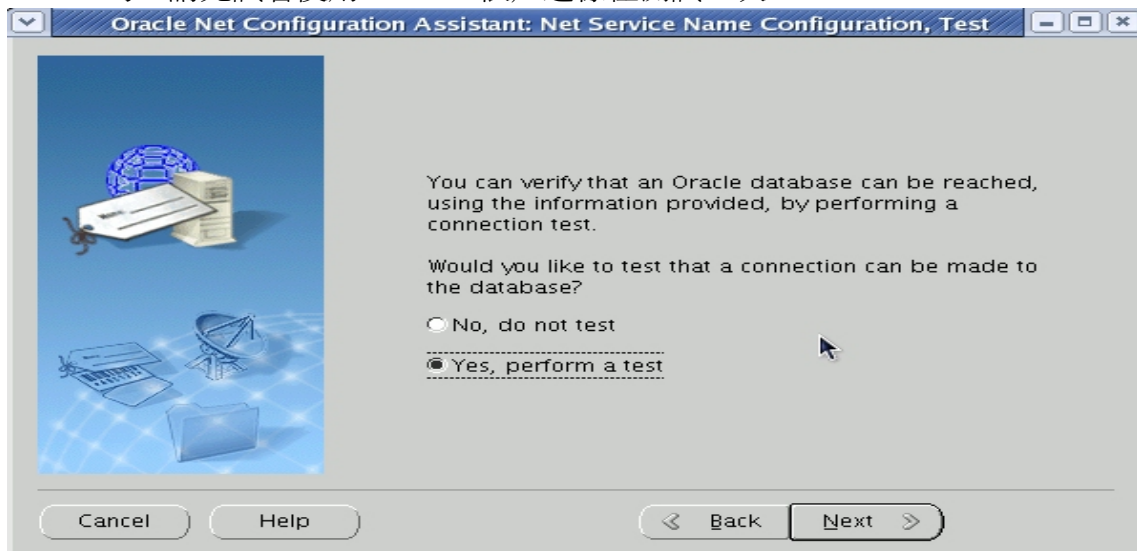 Oracle Net Configuration Assistant: Net Service Name Configuration, Test
You can verify that an Oracle database can be reached,
using the information provided, by performing a
connection test.
Would you like to test that a connection can be made to
the database?
No, do not test
Yes, perform a test
Cancel
Help
Back
Next